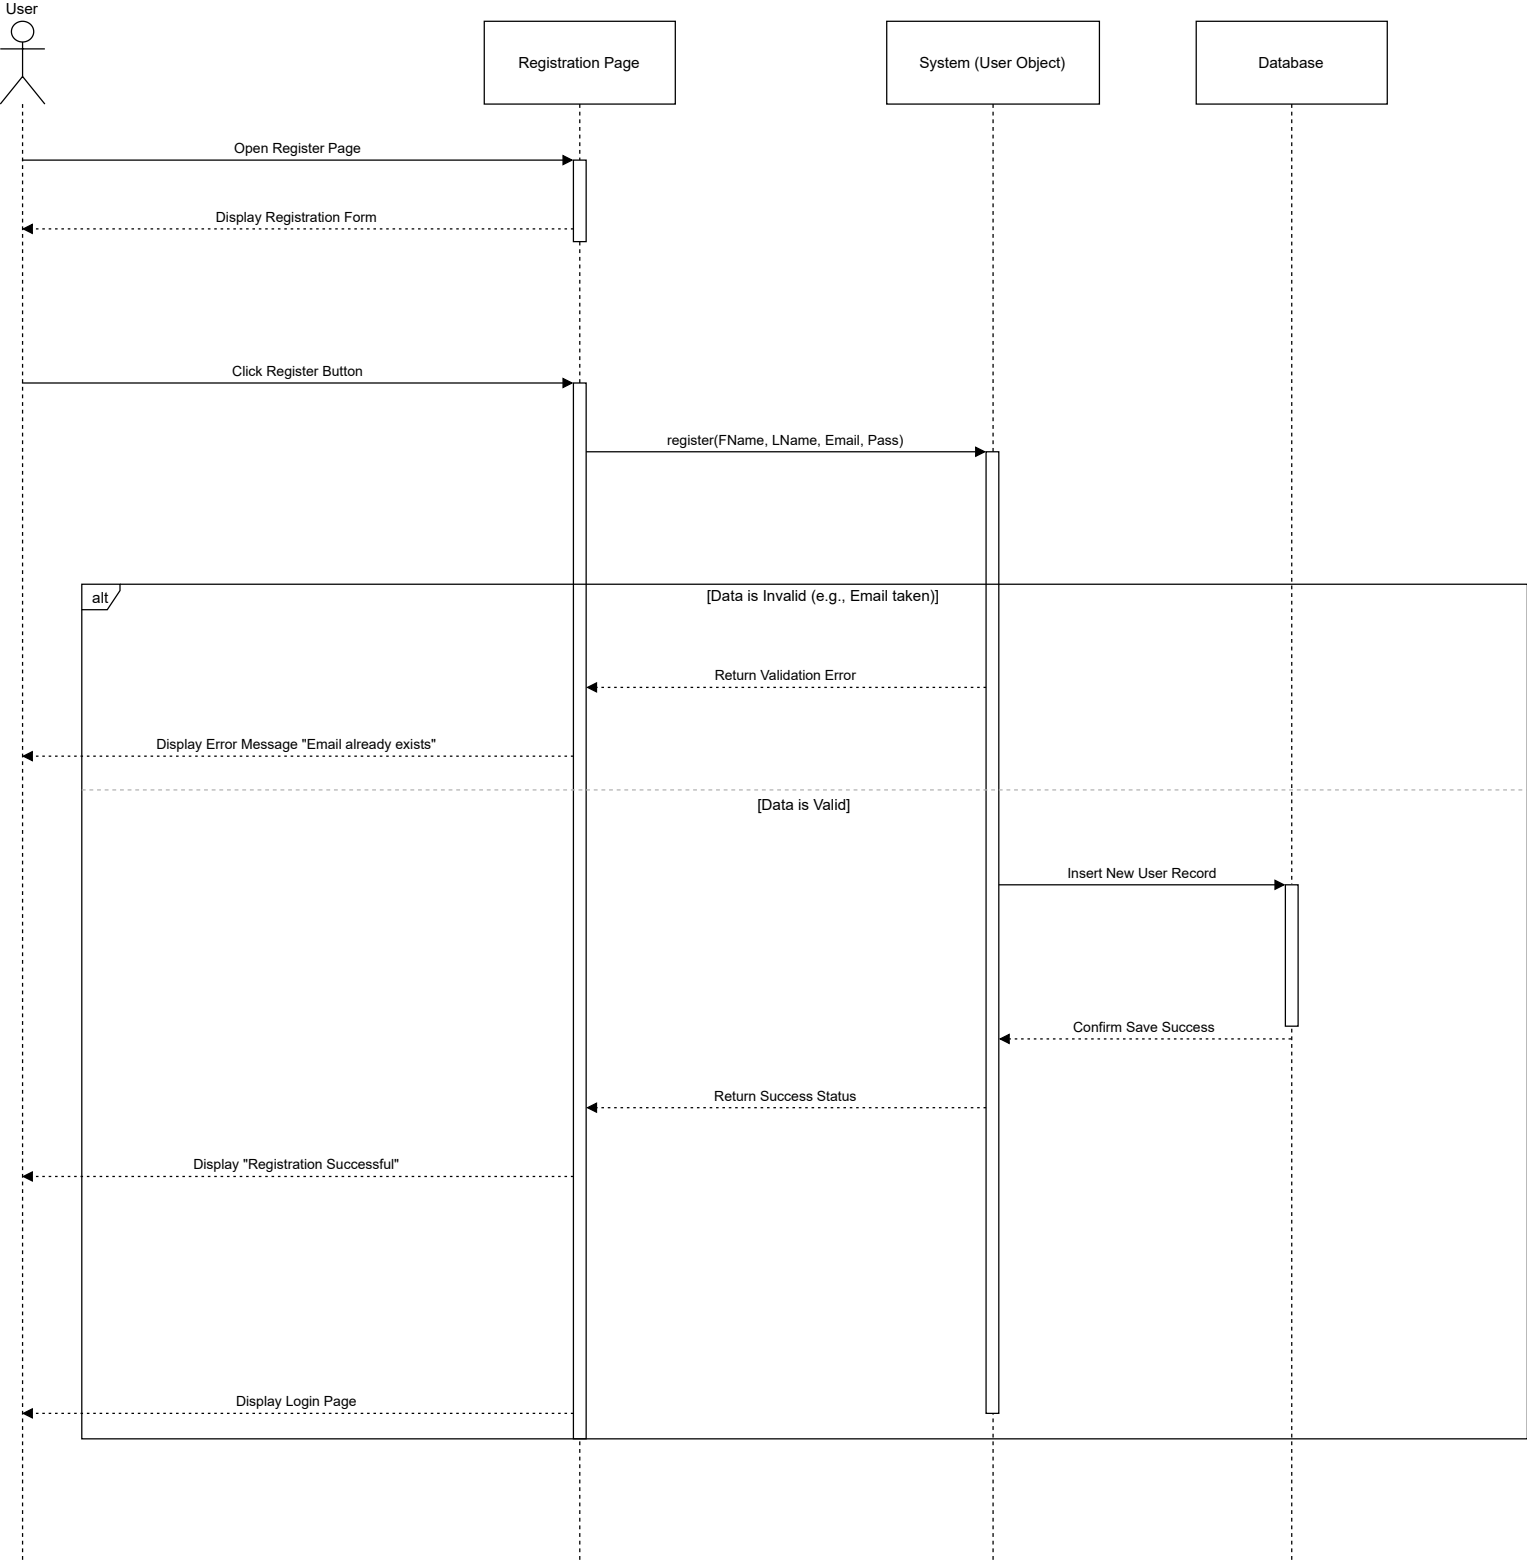 User
Registration Page
System (User Object)
Database
Open Register Page
Display Registration Form
Click Register Button
register(FName, LName, Email, Pass)
alt
[Data is Invalid (e.g., Email taken)]
Return Validation Error
Display Error Message "Email already exists"
[Data is Valid]
Insert New User Record
Confirm Save Success
Return Success Status
Display "Registration Successful"
Display Login Page